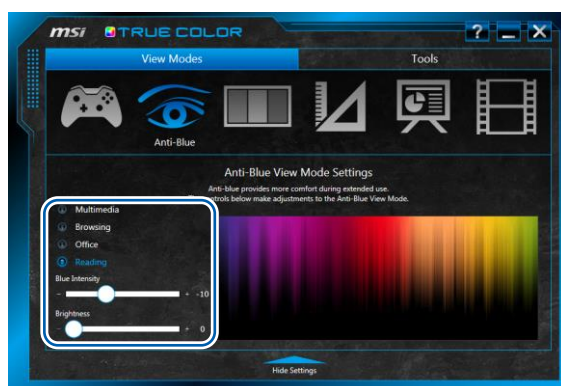 msi TRUE COLOR ? _ X
View Modes Tools
Anti-Blue
Anti-Blue View Mode Settings
Anti-blue provides more comfort during extended use.
controls below make adjustments to the Anti-Blue View Mode.
Multimedia
Browsing
Office
Reading
Blue Intensity
- + -10
Brightness
- + 0
Hide Settings